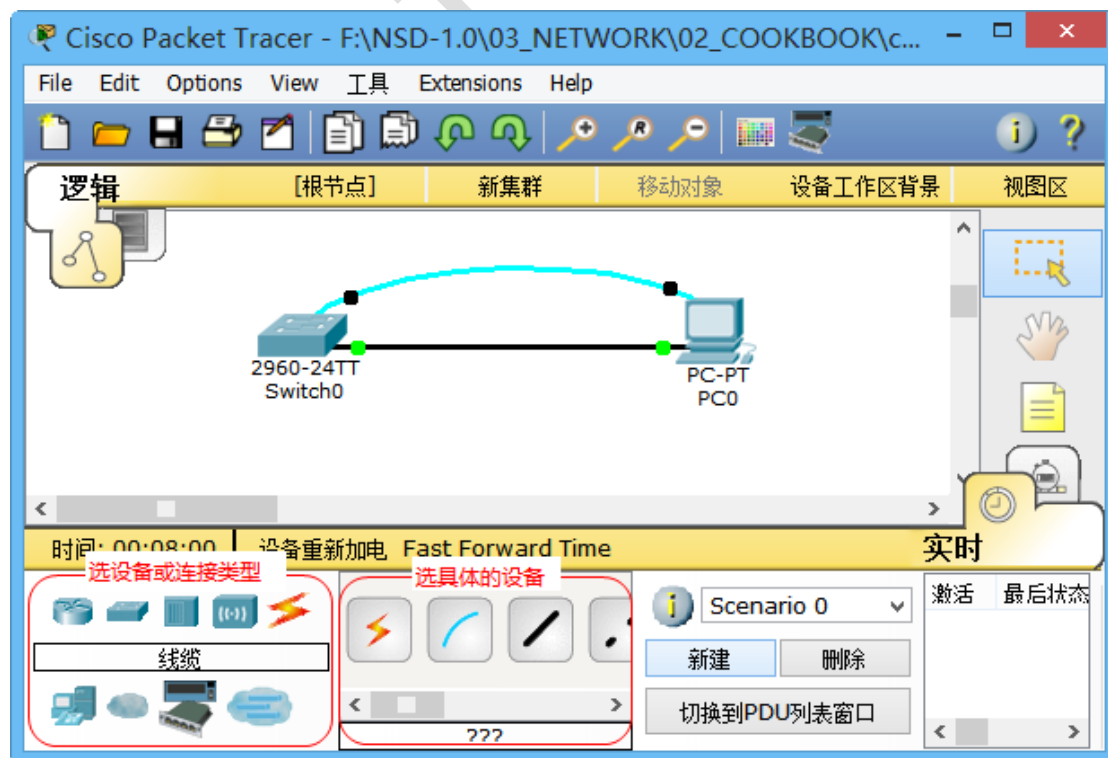 Cisco Packet Tracer - F:\NSD-1.0\03_NETWORK\02_COOKBOOK\c...
File Edit Options View 工具 Extensions Help
逻辑 [根节点] 新集群 移动对象 设备工作区背景 视图区
2960-24TT
Switch0
PC-PT
PC0
时间: 00:08:00 设备重新加电 Fast Forward Time 实时
选设备或连接类型
选具体的设备
线缆
???
Scenario 0
新建 删除
切换到PDU列表窗口
激活 最后状态